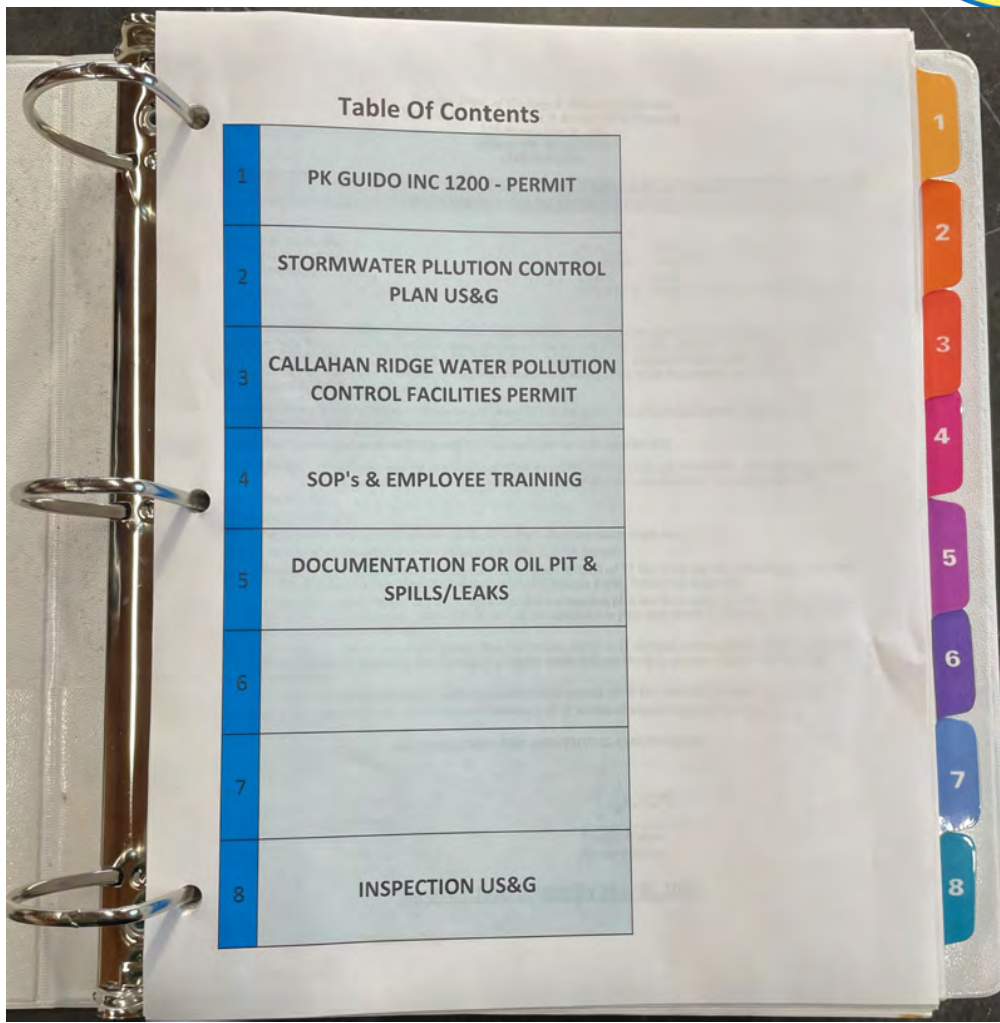 Table Of Contents
1
PK GUIDO INC 1200 - PERMIT
2
STORMWATER PLLUTION CONTROL
PLAN US&G
3
CALLAHAN RIDGE WATER POLLUTION
CONTROL FACILITIES PERMIT
4
SOP's & EMPLOYEE TRAINING
5
DOCUMENTATION FOR OIL PIT &
SPILLS/LEAKS
6
7
8
INSPECTION US&G
1
2
3
4
5
6
7
8